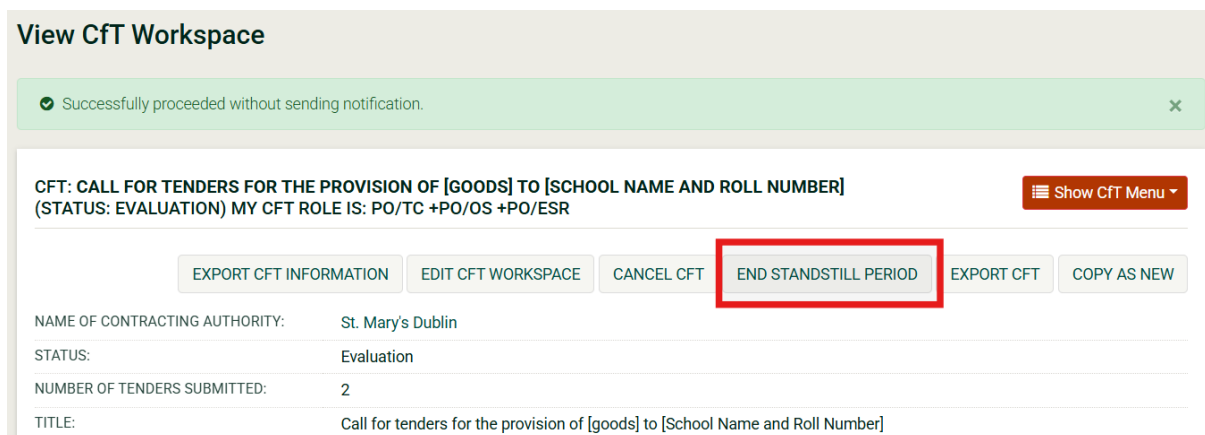 View CfT Workspace
Successfully proceeded without sending notification.
CFT: CALL FOR TENDERS FOR THE PROVISION OF [GOODS] TO [SCHOOL NAME AND ROLL NUMBER]
(STATUS: EVALUATION) MY CFT ROLE IS: PO/TC +PO/OS +PO/ESR
Show CfT Menu
EXPORT CFT INFORMATION EDIT CFT WORKSPACE CANCEL CFT END STANDSTILL PERIOD EXPORT CFT COPY AS NEW
NAME OF CONTRACTING AUTHORITY: St. Mary's Dublin
STATUS: Evaluation
NUMBER OF TENDERS SUBMITTED: 2
TITLE: Call for tenders for the provision of [goods] to [School Name and Roll Number]